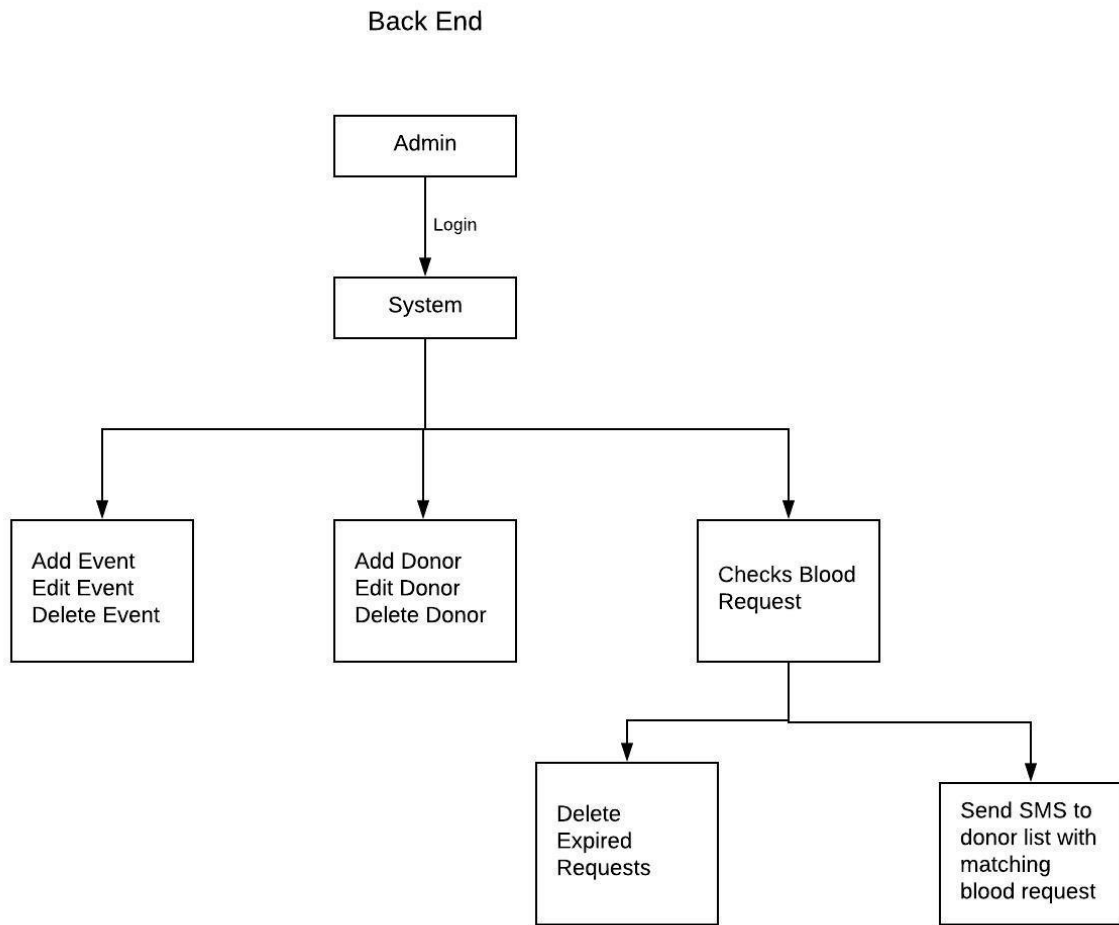 Back End
Admin
Login
System
Add Event
Edit Event
Delete Event
Add Donor
Edit Donor
Delete Donor
Checks Blood
Request
Delete
Expired
Requests
Send SMS to
donor list with
matching
blood request